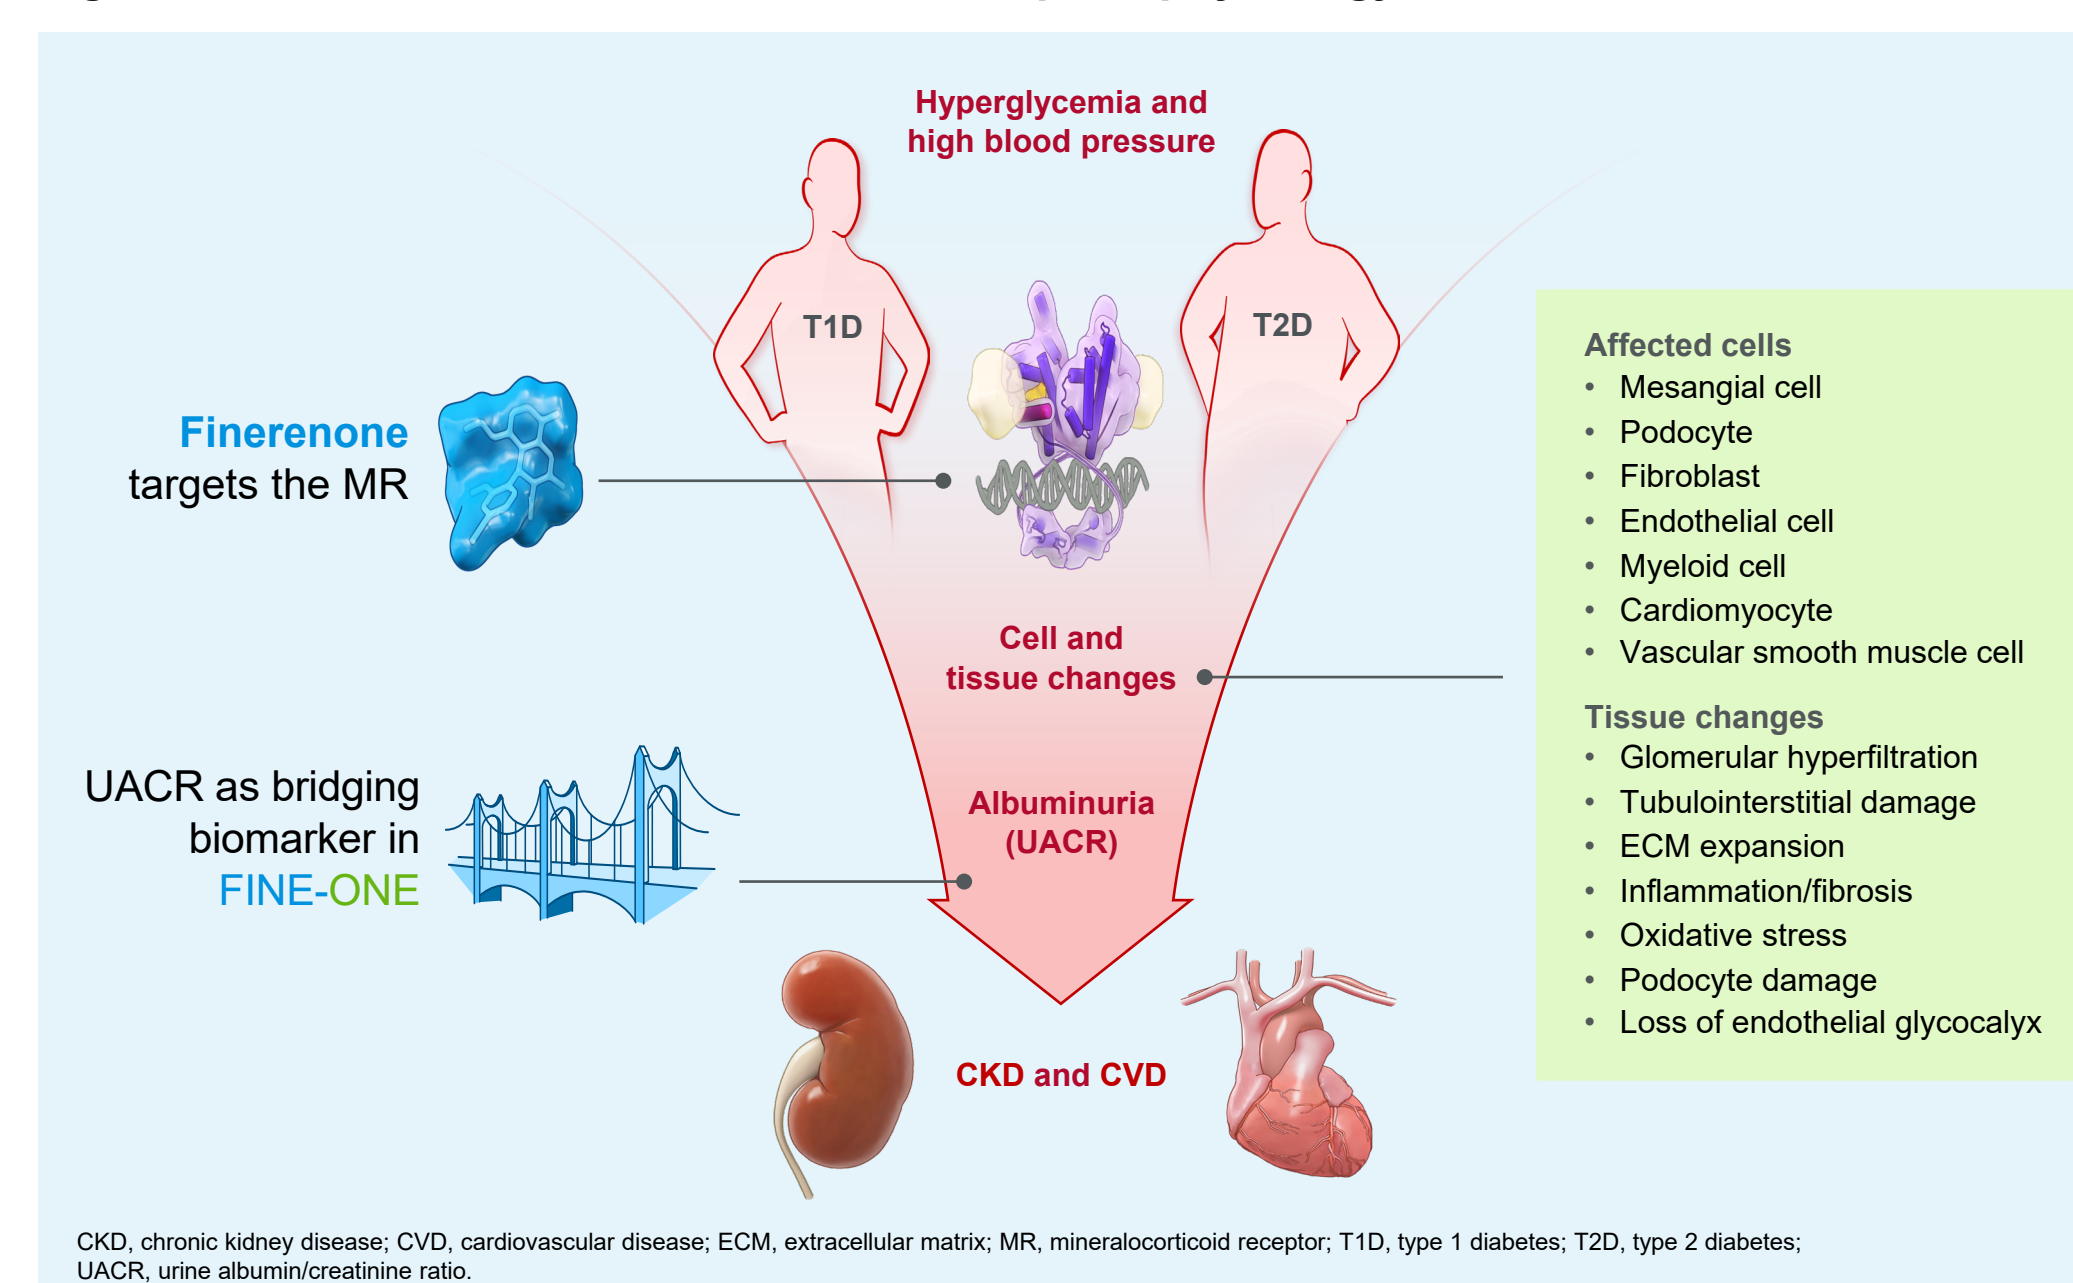 Hyperglycemia and
high blood pressure
T1D
T2D
Finerenone
targets the MR
Cell and
tissue changes
UACR as bridging
biomarker in
FINE-ONE
Albuminuria
(UACR)
CKD and CVD
Affected cells
• Mesangial cell
• Podocyte
• Fibroblast
• Endothelial cell
• Myeloid cell
• Cardiomyocyte
• Vascular smooth muscle cell
Tissue changes
• Glomerular hyperfiltration
• Tubulointerstitial damage
• ECM expansion
• Inflammation/fibrosis
• Oxidative stress
• Podocyte damage
• Loss of endothelial glycocalyx
CKD, chronic kidney disease; CVD, cardiovascular disease; ECM, extracellular matrix; MR, mineralocorticoid receptor; T1D, type 1 diabetes; T2D, type 2 diabetes;
UACR, urine albumin/creatinine ratio.